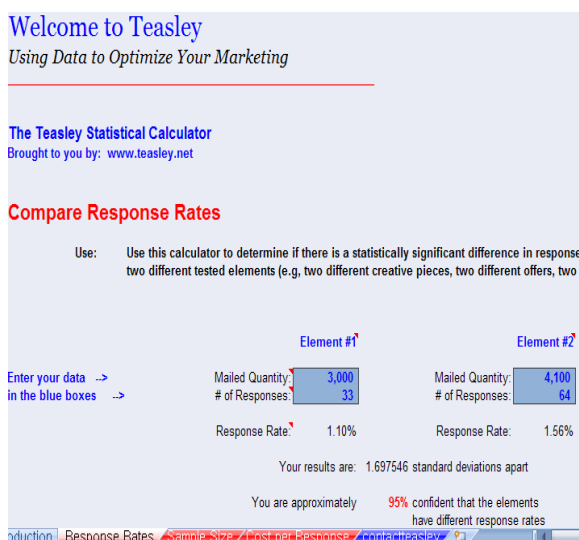 Welcome to Teasley
Using Data to Optimize Your Marketing
The Teasley Statistical Calculator
Brought to you by: www.teasley.net
Compare Response Rates
Use: Use this calculator to determine if there is a statistically significant difference in response
two different tested elements (e.g, two different creative pieces, two different offers, two
Element #1 Element #2
Enter your data --> Mailed Quantity: 3,000 Mailed Quantity: 4,100
in the blue boxes --> # of Responses: 33 # of Responses: 64
Response Rate: 1.10% Response Rate: 1.56%
Your results are: 1.697546 standard deviations apart
You are approximately 95% confident that the elements
have different response rates
oduction Response Rates Sample Size Cost per Response contactteasley